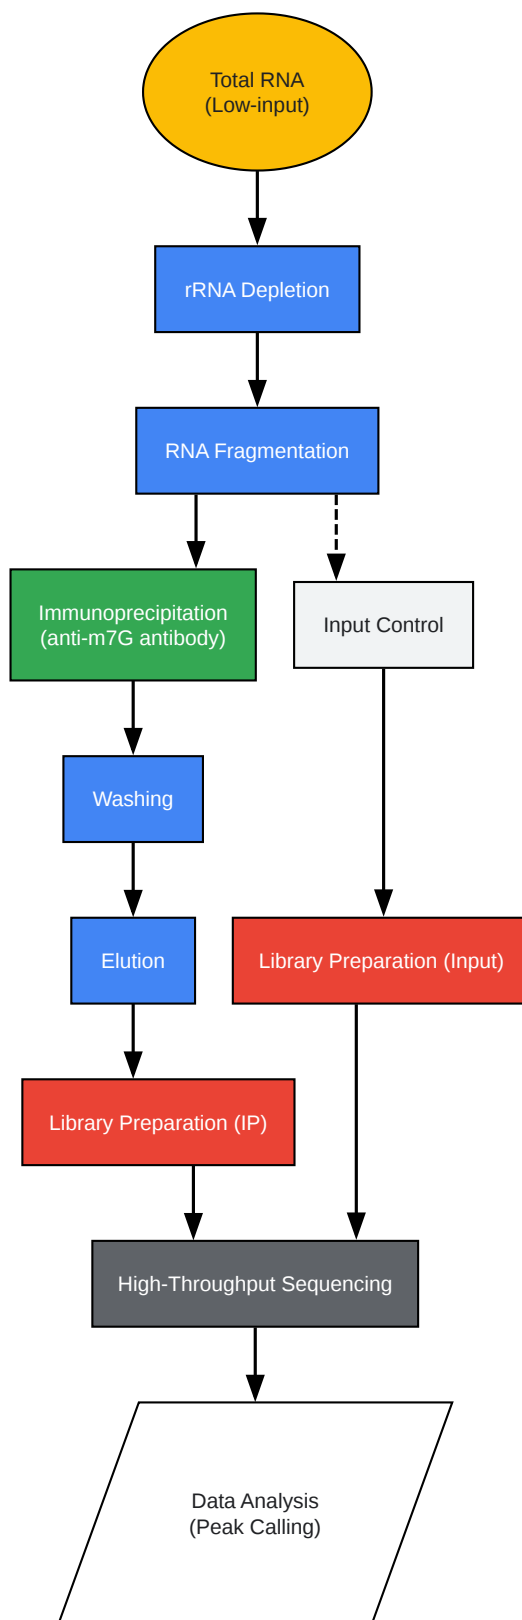 Total RNA
(Low-input)
rRNA Depletion
RNA Fragmentation
Immunoprecipitation
(anti-m7G antibody)
Input Control
Washing
Elution
Library Preparation (Input)
Library Preparation (IP)
High-Throughput Sequencing
Data Analysis
(Peak Calling)